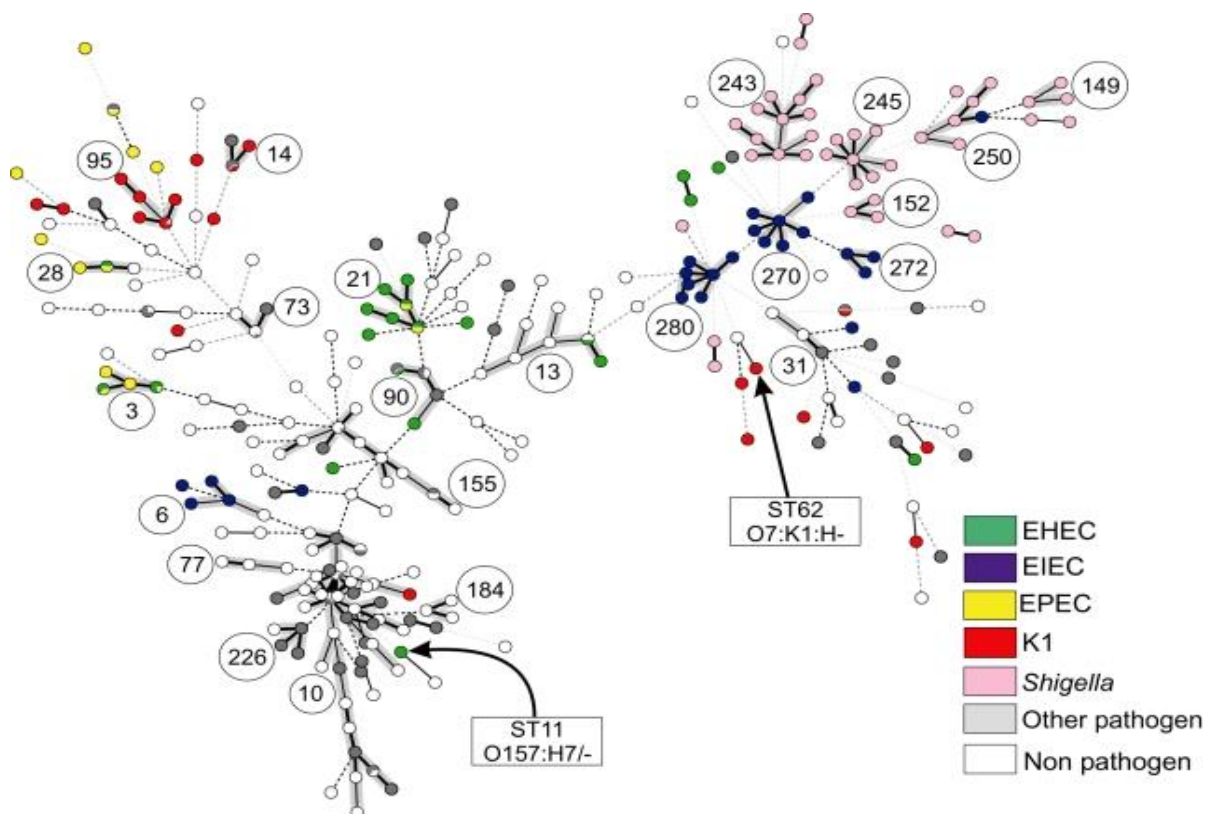 243
149
245
95
14
250
152
28
21
270
272
73
280
13
31
3
90
155
6
ST62
O7:K1:H-
77
184
226
10
ST11
O157:H7/-
EHEC
EIEC
EPEC
K1
Shigella
Other pathogen
Non pathogen